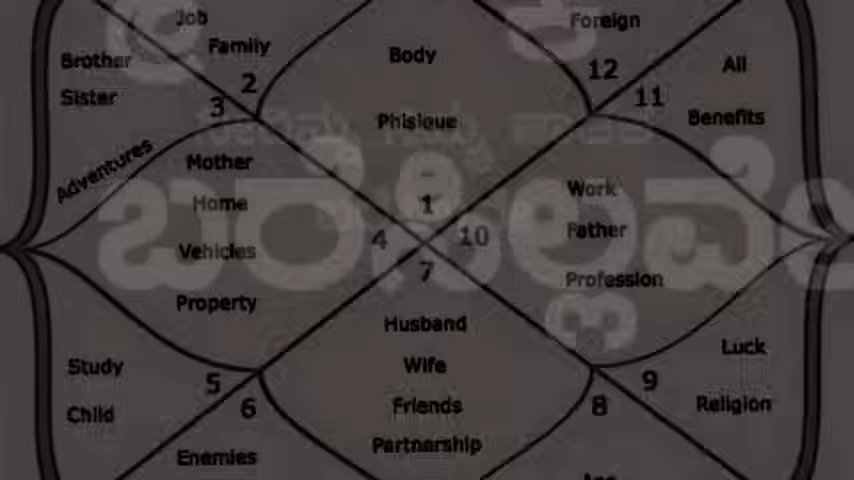 Job
Family
2
Brother
Sister
3
Adventures
Body
Phisique
1
Foreign
12
11
All
Benefits
Mother
Home
Vehicles
Property
4
Work
Father
Profession
10
7
Husband
Wife
Friends
Partnarship
Study
Child
5
6
Enemies
8
9
Luck
Religion